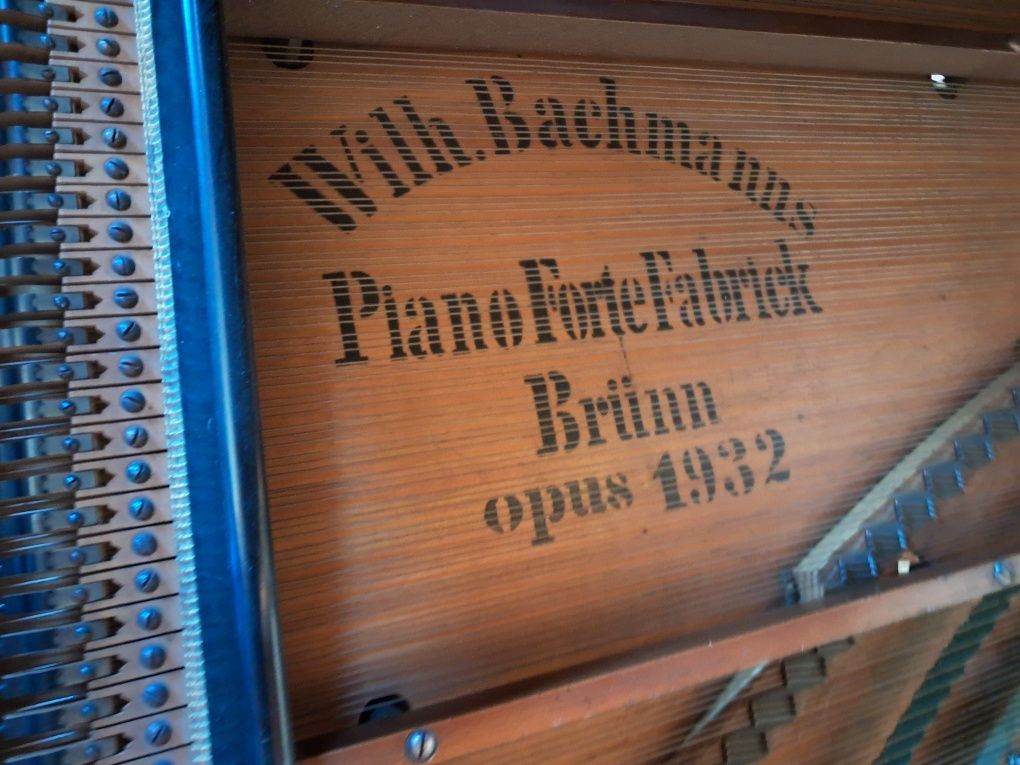 Wilh. Bachmanns
Piano Forte Fabrick
Brünn
opus 1932